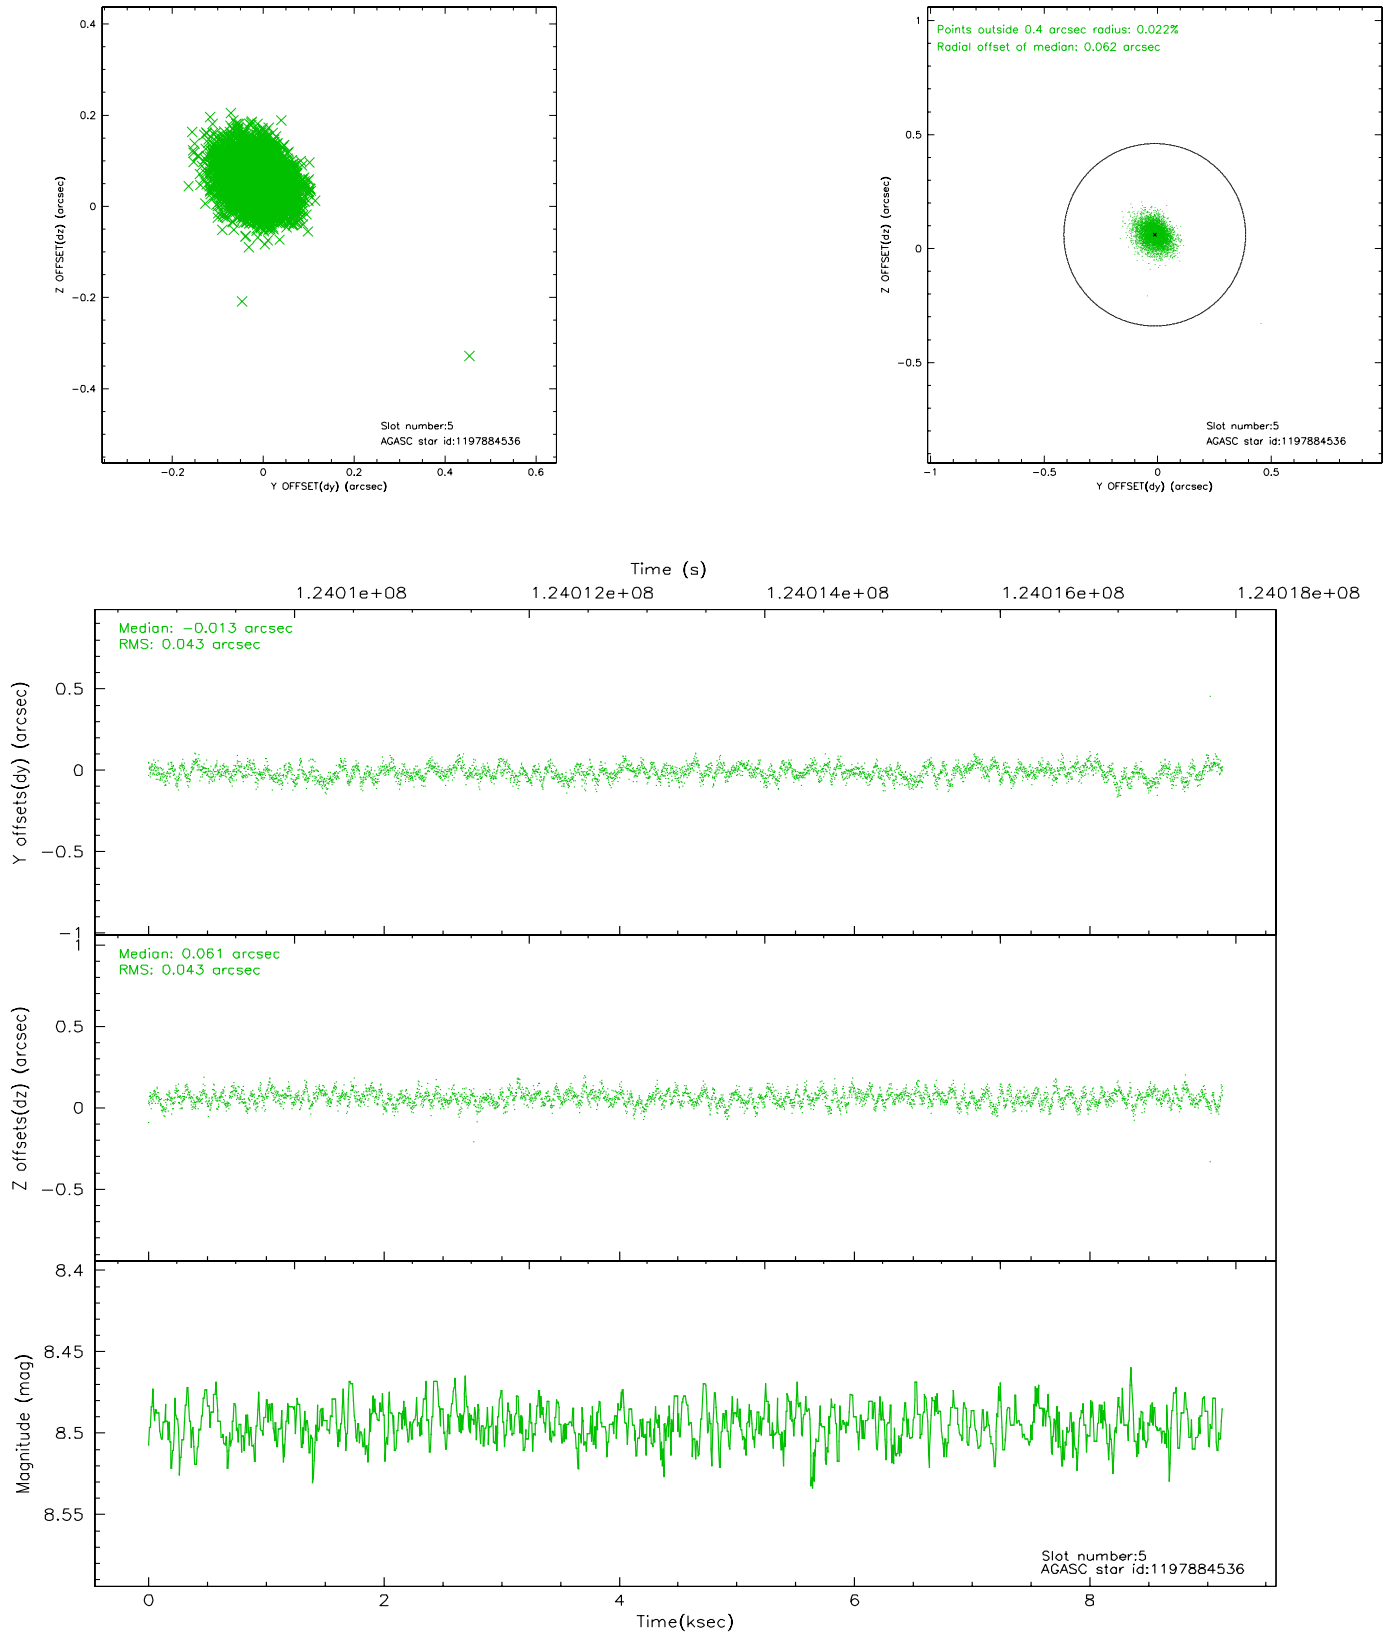 0.4
0.2
0
−0.2
−0.4
Z OFFSET(dz) (arcsec)
Slot number:5
AGASC star id:1197884536
−0.2 0 0.2 0.4 0.6
Y OFFSET(dy) (arcsec)
Points outside 0.4 arcsec radius: 0.022%
Radial offset of median: 0.062 arcsec
1
0.5
0
−0.5
Z OFFSET(dz) (arcsec)
Slot number:5
AGASC star id:1197884536
−1 −0.5 0 0.5
Y OFFSET(dy) (arcsec)
Time (s)
1.2401e+08 1.24012e+08 1.24014e+08 1.24016e+08 1.24018e+08
Median: −0.013 arcsec
RMS: 0.043 arcsec
0.5
0
−0.5
−1
Y offsets(dy) (arcsec)
Median: 0.061 arcsec
RMS: 0.043 arcsec
1
0.5
0
−0.5
Z offsets(dz) (arcsec)
8.4
8.45
8.5
8.55
Magnitude (mag)
Slot number:5
AGASC star id:1197884536
0 2 4 6 8
Time(ksec)